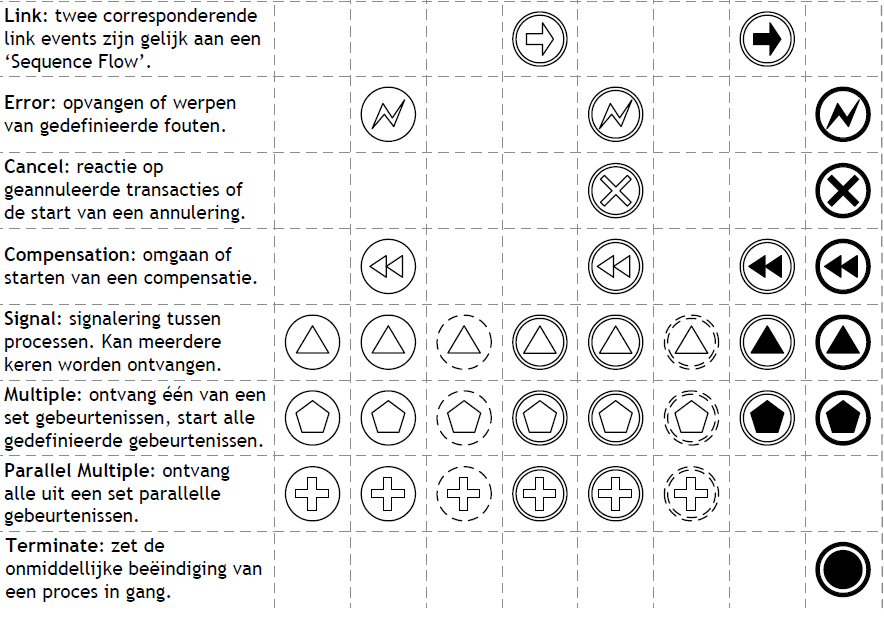 Link: twee corresponderende
link events zijn gelijk aan een
‘Sequence Flow’.
Error: opvangen of werpen
van gedefinieerde fouten.
Cancel: reactie op
geannuleerde transacties of
de start van een annulering.
Compensation: omgaan of
starten van een compensatie.
Signal: signalering tussen
processen. Kan meerdere
keren worden ontvangen.
Multiple: ontvang één van een
set gebeurtenissen, start alle
gedefinieerde gebeurtenissen.
Parallel Multiple: ontvang
alle uit een set parallelle
gebeurtenissen.
Terminate: zet de
onmiddellijke beëindiging van
een proces in gang.